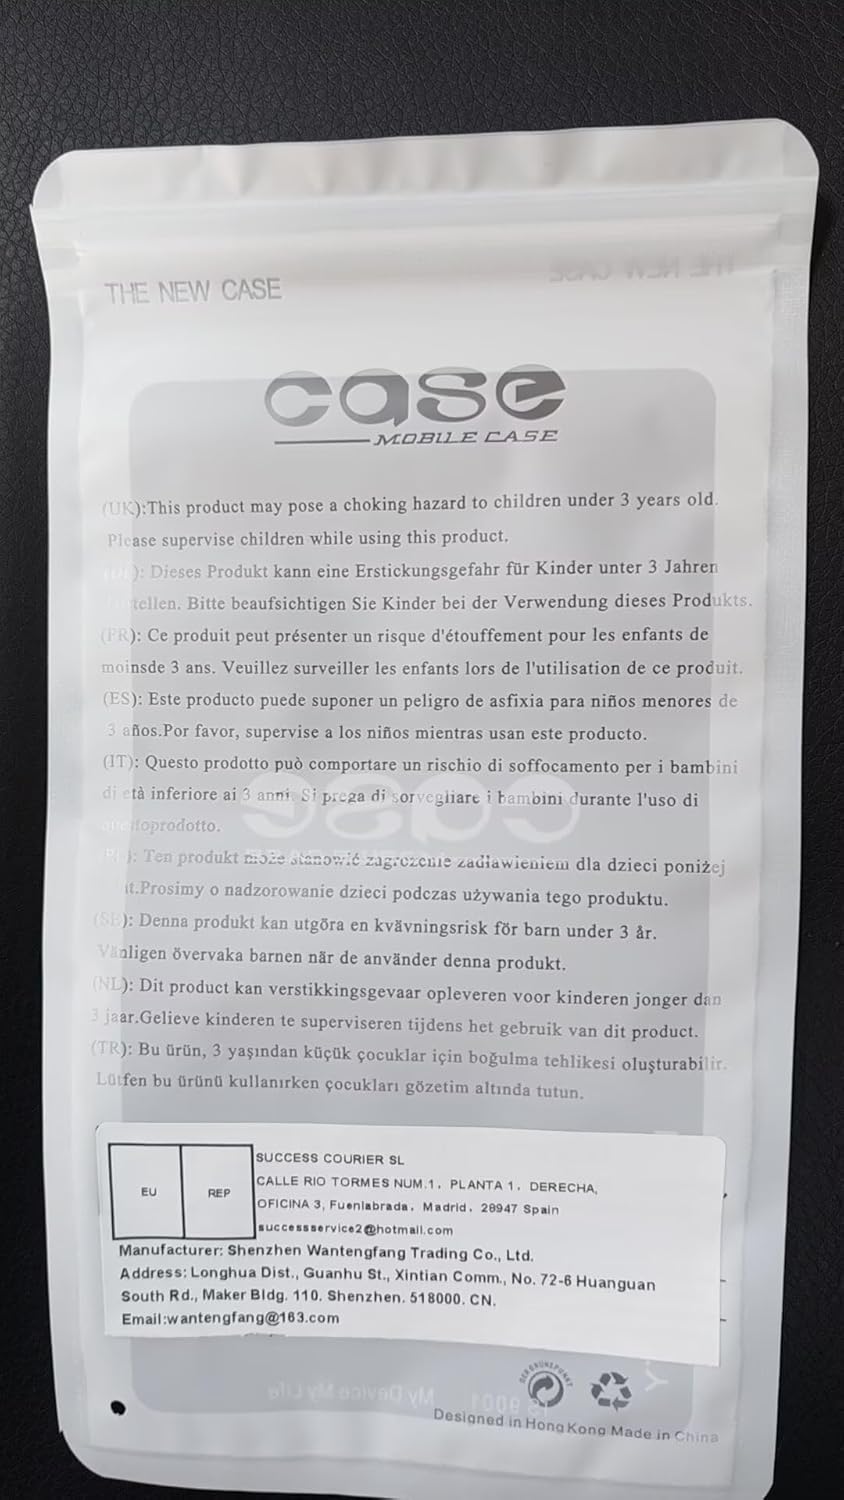 THE NEW CASE
case
MOBILE CASE
(UK):This product may pose a choking hazard to children under 3 years old.
Please supervise children while using this product.
): Dieses Produkt kann eine Erstickungsgefahr für Kinder unter 3 Jahren
tellen. Bitte beaufsichtigen Sie Kinder bei der Verwendung dieses Produkts.
(FR): Ce produit peut présenter un risque d'étouffement pour les enfants de
moinsde 3 ans. Veuillez surveiller les enfants lors de l'utilisation de ce produit.
(ES): Este producto puede suponer un peligro de asfixia para niños menores de
3 años.Por favor, supervise a los niños mientras usan este producto.
(IT): Questo prodotto può comportare un rischio di soffocamento per i bambini
di età inferiore ai 3 anni. Si prega di sorvegliare i bambini durante l'uso di
questoprodotto.
): Ten produkt może stanowić zagrożenie zadławieniem dla dzieci poniżej
it.Prosimy o nadzorowanie dzieci podczas używania tego produktu.
(SE): Denna produkt kan utgöra en kvävningsrisk för barn under 3 år.
Vänligen övervaka barnen när de använder denna produkt.
(NL): Dit product kan verstikkingsgevaar opleveren voor kinderen jonger dan
3 jaar.Gelieve kinderen te superviseren tijdens het gebruik van dit product.
(TR): Bu ürün, 3 yaşından küçük çocuklar için boğulma tehlikesi oluşturabilir.
Lütfen bu ürünü kullanırken çocukları gözetim altında tutun.
EU REP
SUCCESS COURIER SL
CALLE RIO TORMES NUM.1, PLANTA 1, DERECHA,
OFICINA 3, Fuenlabrada, Madrid, 28947 Spain
successservice2@hotmail.com
Manufacturer: Shenzhen Wantengfang Trading Co., Ltd.
Address: Longhua Dist., Guanhu St., Xintian Comm., No. 72-6 Huanguan
South Rd., Maker Bldg. 110, Shenzhen. 518000. CN.
Email:wantengfang@163.com
DER GRÜNE PUNKT
My Device My Life
9001
Designed in Hong Kong Made in China